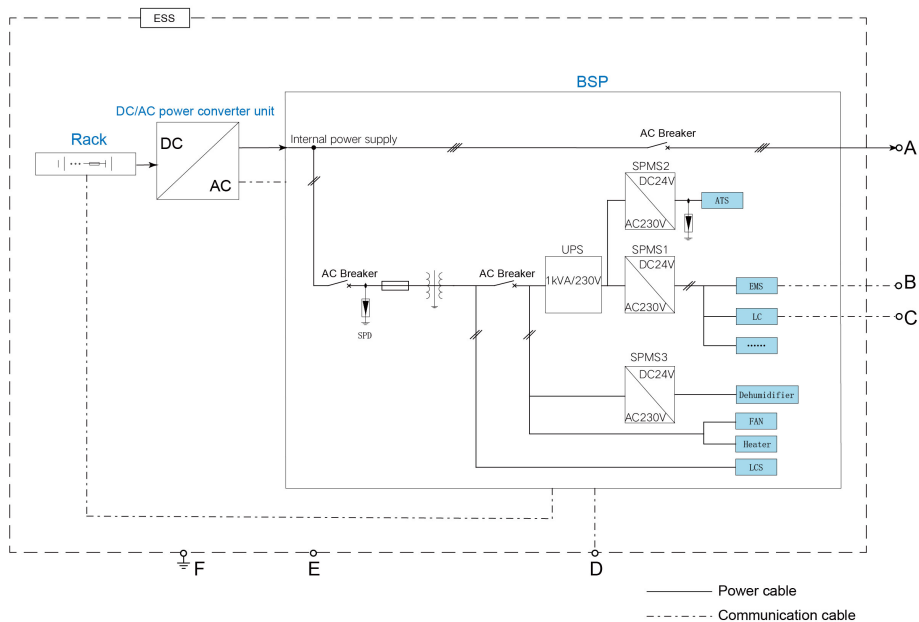 ESS
BSP
DC/AC power converter unit
Rack
DC
AC
Internal power supply
AC Breaker
A
SPMS2
DC24V
AC230V
ATS
UPS
1kVA/230V
SPMS1
DC24V
AC230V
AC Breaker
AC Breaker
SPD
EMS
B
LC
C
......
SPMS3
DC24V
AC230V
Dehumidifier
FAN
Heater
LCS
F
E
D
Power cable
Communication cable